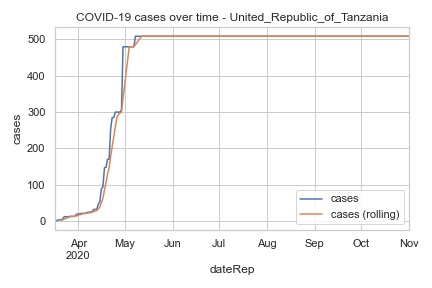 COVID-19 cases over time - United_Republic_of_Tanzania
cases
500
400
300
200
100
0
cases
cases (rolling)
Apr May Jun Jul Aug Sep Oct Nov
2020
dateRep